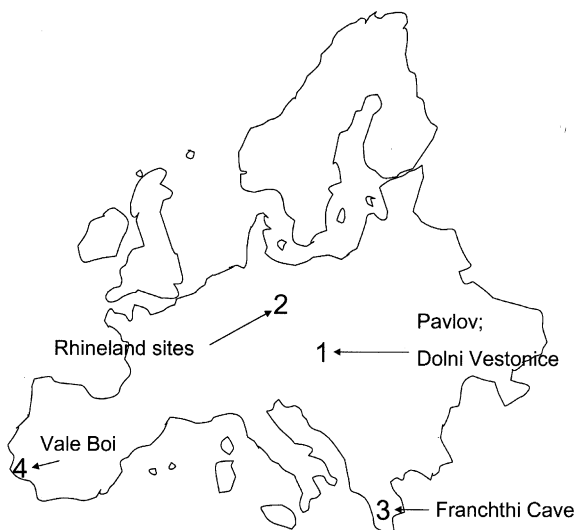 2
Pavlov;
Rhineland sites
1
Dolni Vestonice
Vale Boi
4
3
Franchthi Cave